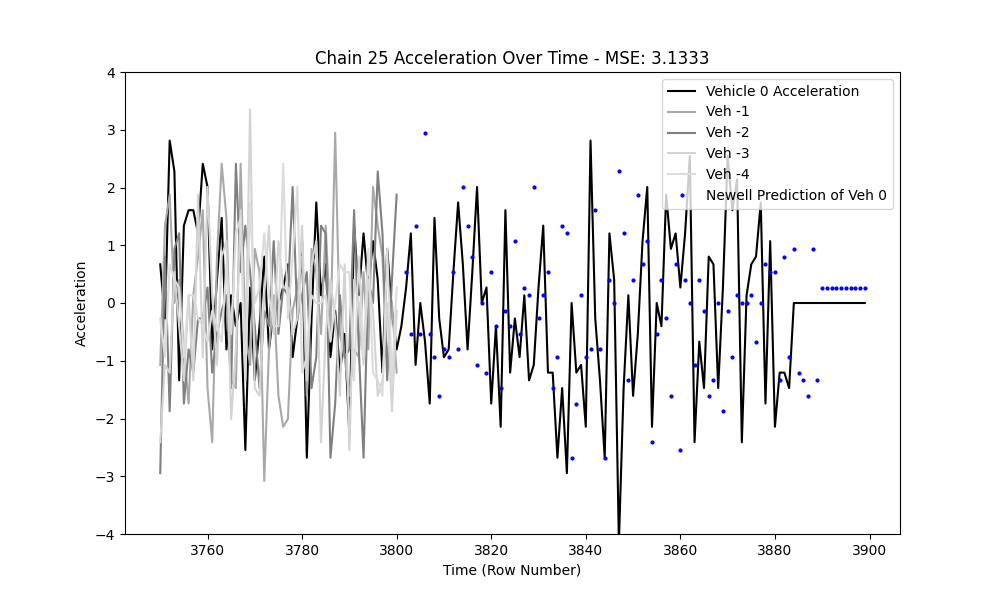 Chain 25 Acceleration Over Time - MSE: 3.1333
4
3
2
1
0
−1
−2
−3
−4
Acceleration
Vehicle 0 Acceleration
Veh -1
Veh -2
Veh -3
Veh -4
Newell Prediction of Veh 0
3760
3780
3800
3820
3840
3860
3880
3900
Time (Row Number)